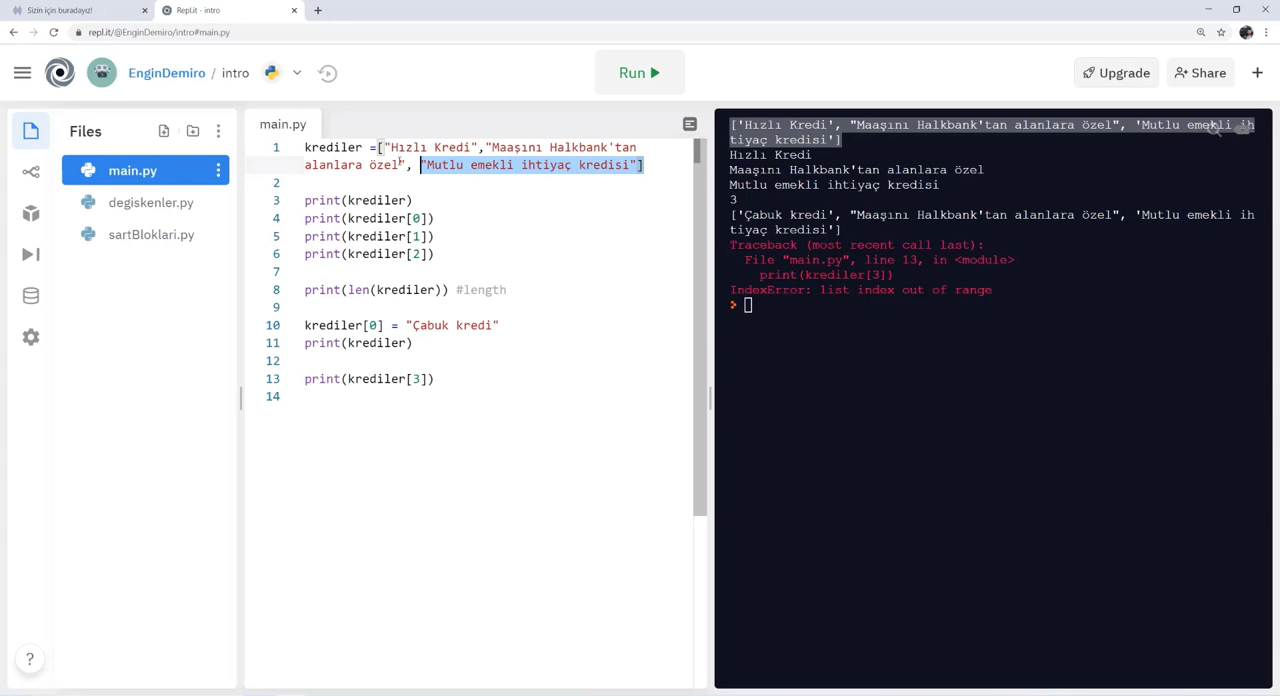 Sizin için buradayız!
Repl.it - intro
repl.it/@EnginDemiro/intro#main.py
EnginDemiro / intro
Run
Upgrade
Share
Files
main.py
degiskenler.py
sartBloklari.py
main.py
1 krediler =["Hızlı Kredi","Maaşını Halkbank'tan
alanlara özel", "Mutlu emekli ihtiyaç kredisi"]
2
3 print(krediler)
4 print(krediler[0])
5 print(krediler[1])
6 print(krediler[2])
7
8 print(len(krediler)) #length
9
10 krediler[0] = "Çabuk kredi"
11 print(krediler)
12
13 print(krediler[3])
14
['Hızlı Kredi', "Maaşını Halkbank'tan alanlara özel", 'Mutlu emekli ih
tiyaç kredisi']
Hızlı Kredi
Maaşını Halkbank'tan alanlara özel
Mutlu emekli ihtiyaç kredisi
3
['Çabuk kredi', "Maaşını Halkbank'tan alanlara özel", 'Mutlu emekli ih
tiyaç kredisi']
Traceback (most recent call last):
File "main.py", line 13, in <module>
print(krediler[3])
IndexError: list index out of range
>
?